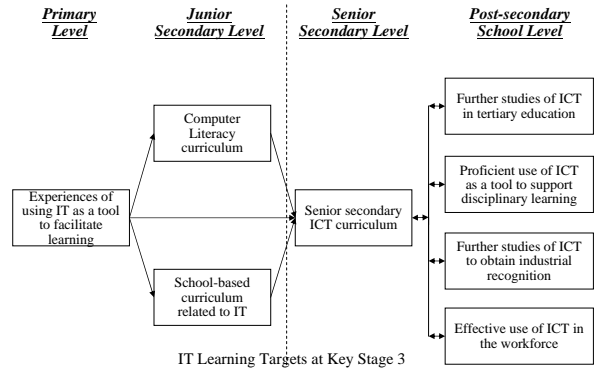 Primary
Level
Junior
Secondary Level
Senior
Secondary Level
Post-secondary
School Level
Experiences of
using IT as a tool
to facilitate
learning
Computer
Literacy
curriculum
School-based
curriculum
related to IT
Senior secondary
ICT curriculum
Further studies of ICT
in tertiary education
Proficient use of ICT
as a tool to support
disciplinary learning
Further studies of ICT
to obtain industrial
recognition
Effective use of ICT in
the workforce
IT Learning Targets at Key Stage 3